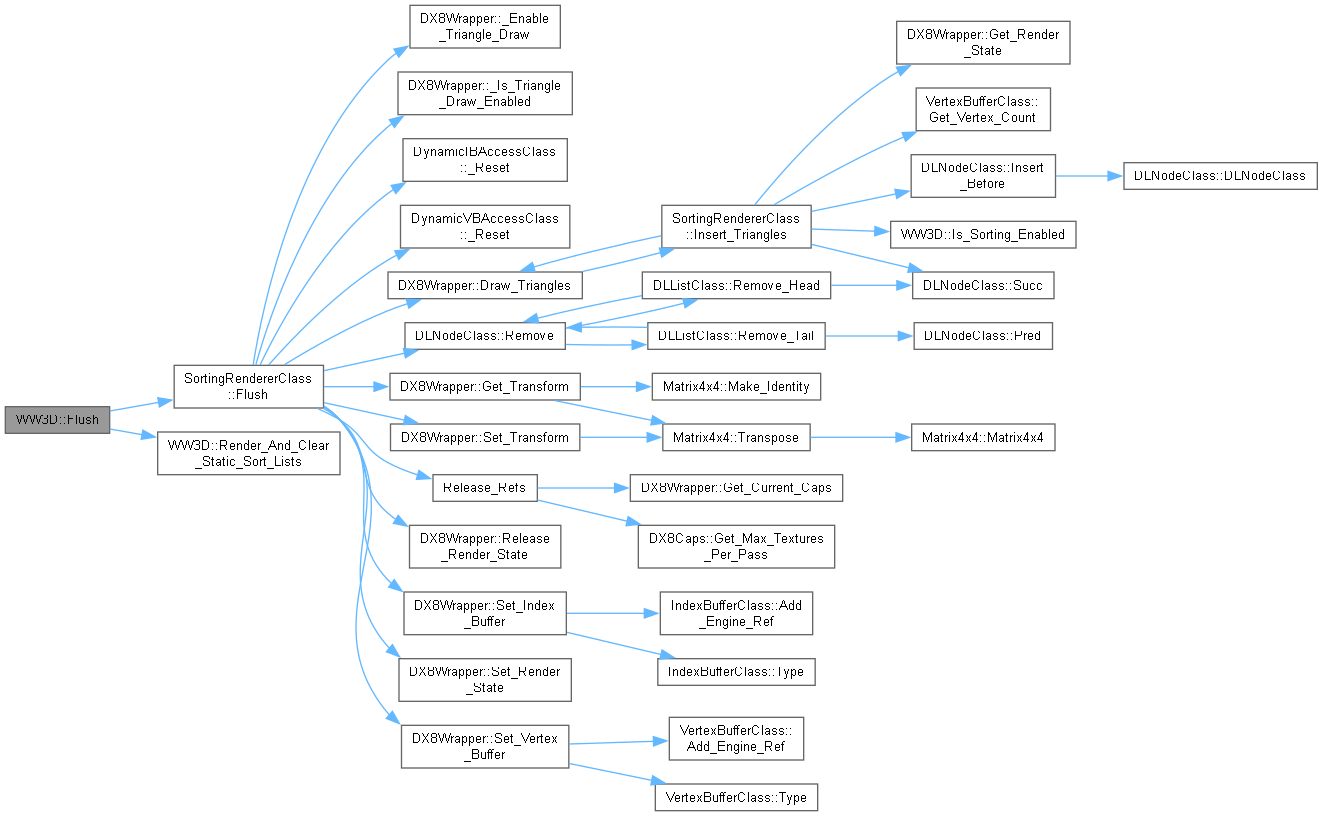 WW3D::Flush
SortingRendererClass
::Flush
WW3D::Render_And_Clear
_Static_Sort_Lists
DX8Wrapper::_Enable
_Triangle_Draw
DX8Wrapper::_Is_Triangle
_Draw_Enabled
DynamicIBAccessClass
::_Reset
DynamicVBAccessClass
::_Reset
DX8Wrapper::Draw_Triangles
DLNodeClass::Remove
DX8Wrapper::Get_Transform
DX8Wrapper::Set_Transform
Release_Refs
DX8Wrapper::Release
_Render_State
DX8Wrapper::Set_Index
_Buffer
DX8Wrapper::Set_Render
_State
DX8Wrapper::Set_Vertex
_Buffer
SortingRendererClass
::Insert_Triangles
DLListClass::Remove_Head
DLListClass::Remove_Tail
Matrix4x4::Make_Identity
Matrix4x4::Transpose
DX8Wrapper::Get_Current_Caps
DX8Caps::Get_Max_Textures
_Per_Pass
IndexBufferClass::Add
_Engine_Ref
IndexBufferClass::Type
VertexBufferClass::
Add_Engine_Ref
VertexBufferClass::Type
DX8Wrapper::Get_Render
_State
VertexBufferClass::
Get_Vertex_Count
DLNodeClass::Insert
_Before
WW3D::Is_Sorting_Enabled
DLNodeClass::Succ
DLNodeClass::Pred
Matrix4x4::Matrix4x4
DLNodeClass::DLNodeClass